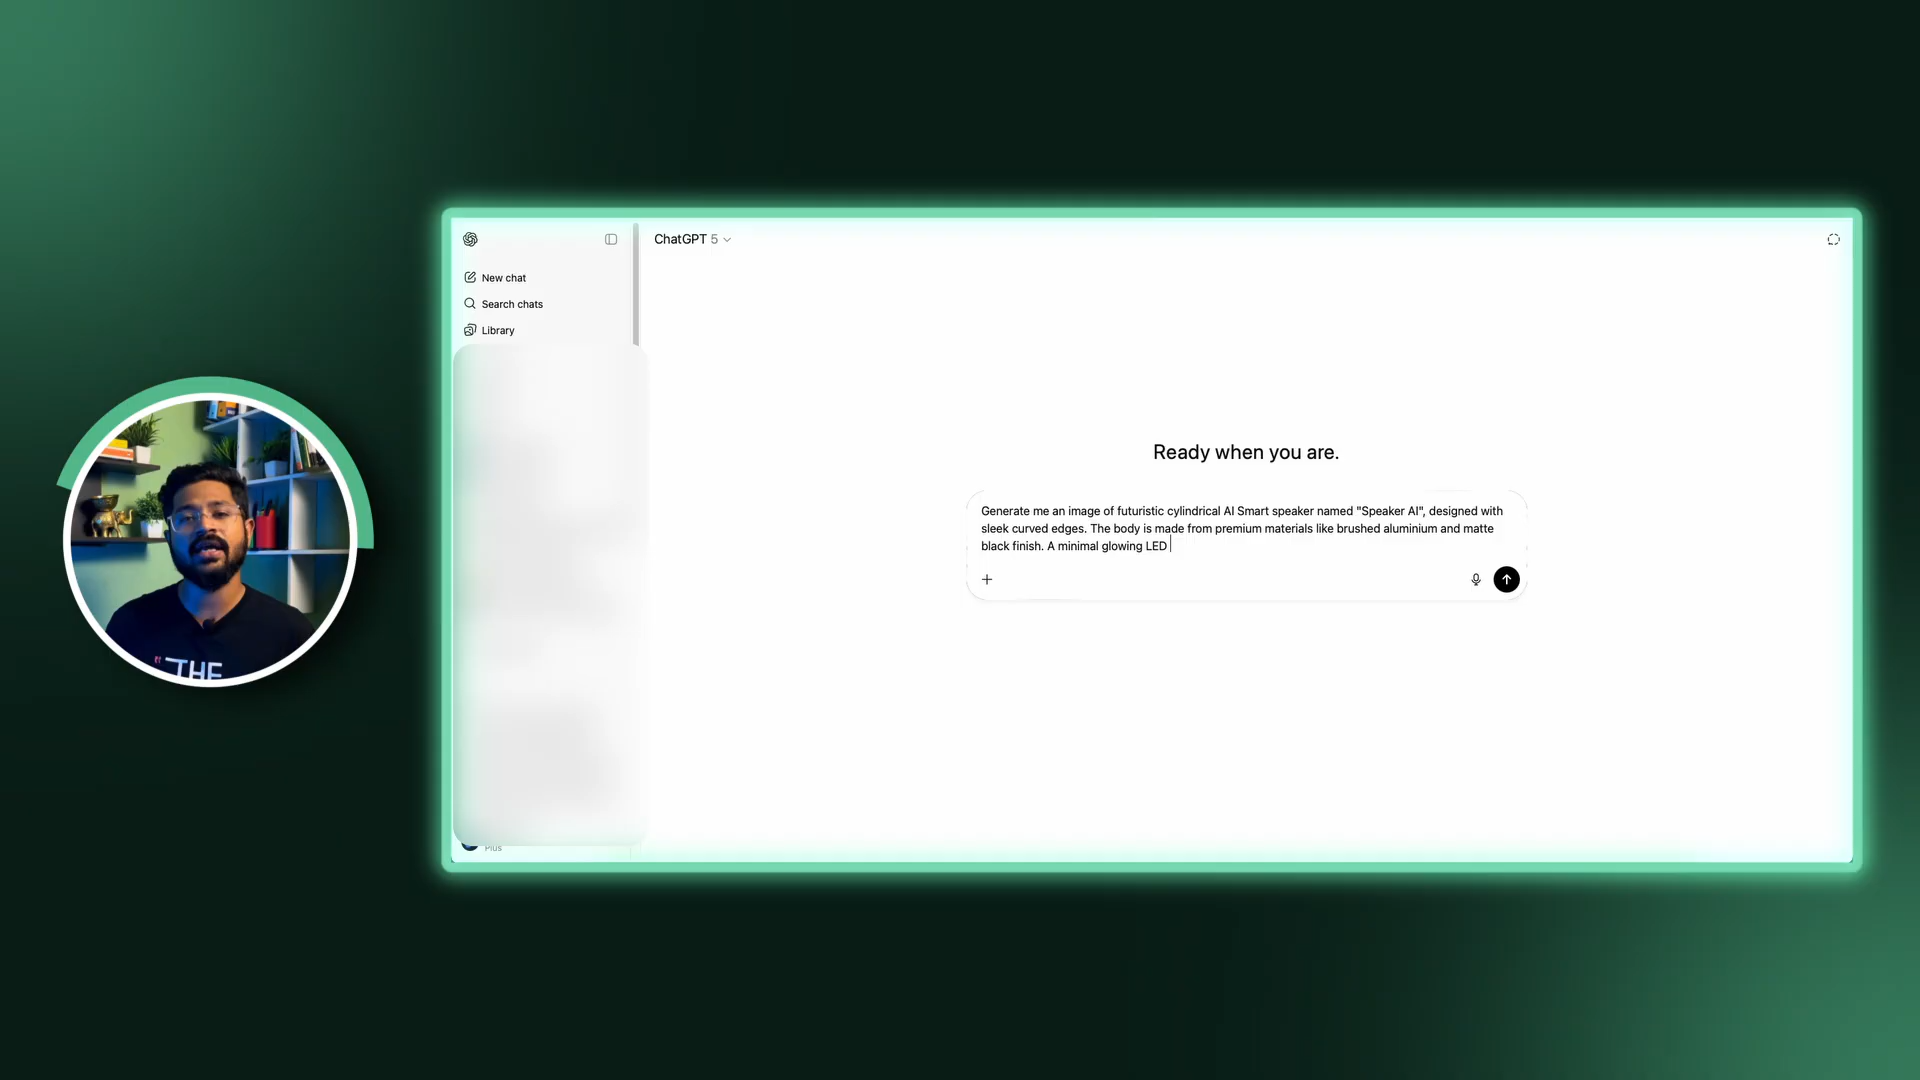 ChatGPT 5
New chat
Search chats
Library
Ready when you are.
Generate me an image of futuristic cylindrical AI Smart speaker named "Speaker AI", designed with
sleek curved edges. The body is made from premium materials like brushed aluminium and matte
black finish. A minimal glowing LED
Plus
"THE